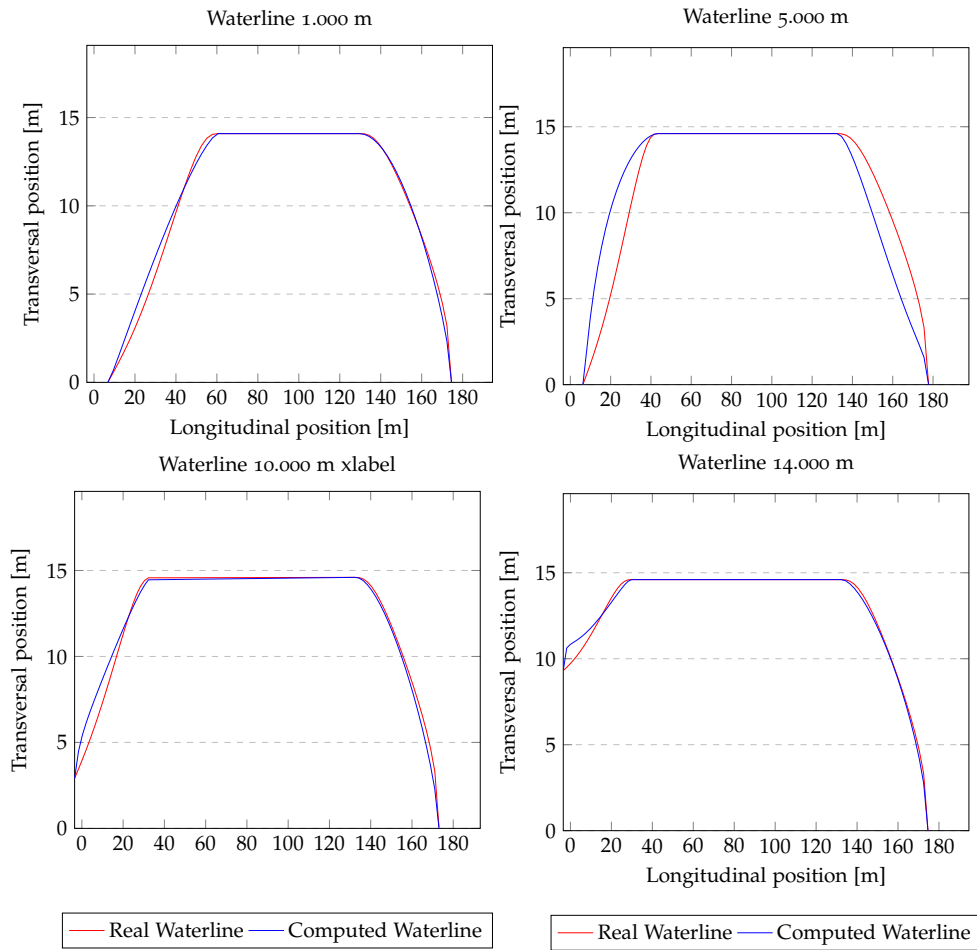 Waterline 1.000 m
Transversal position [m]
15
10
5
0
0 20 40 60 80 100 120 140 160 180
Longitudinal position [m]
Waterline 5.000 m
Transversal position [m]
15
10
5
0
0 20 40 60 80 100 120 140 160 180
Longitudinal position [m]
Waterline 10.000 m xlabel
Transversal position [m]
15
10
5
0
0 20 40 60 80 100 120 140 160 180
Waterline 14.000 m
Transversal position [m]
15
10
5
0
0 20 40 60 80 100 120 140 160 180
Longitudinal position [m]
Real Waterline Computed Waterline
Real Waterline Computed Waterline